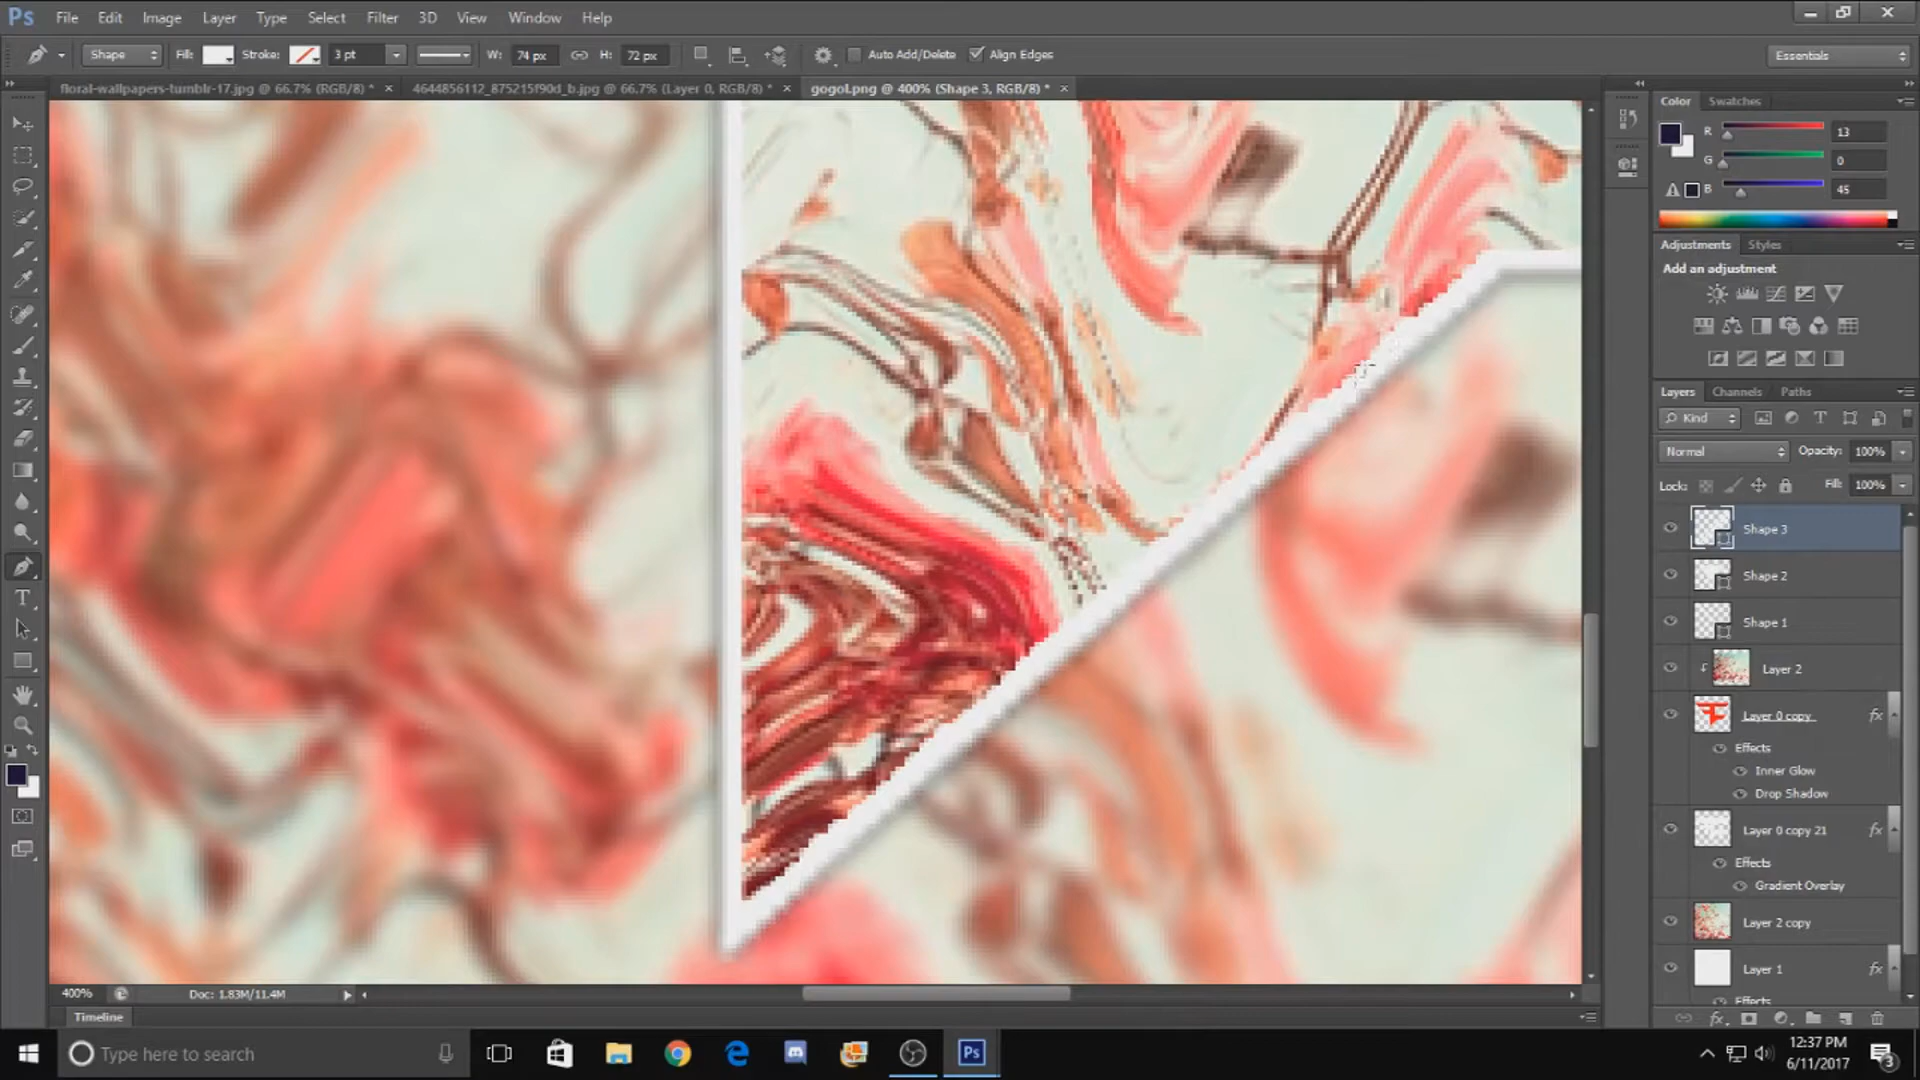 Ps File Edit Image Layer Type Select Filter 3D View Window Help
Shape Fill: Stroke: 3 pt W: 74 px H: 72 px Auto Add/Delete Align Edges Essentials
floral-wallpapers-tumblr-17.jpg @ 66.7% (RGB/8) * × 4644856112_875215f90d_b.jpg @ 66.7% (Layer 0, RGB/8) * × gogol.png @ 400% (Shape 3, RGB/8) * ×
Color Swatches
R 13
G 0
B 45
Adjustments Styles
Add an adjustment
Layers Channels Paths
Kind
Normal Opacity: 100%
Lock: Fill: 100%
Shape 3
Shape 2
Shape 1
Layer 2
Layer 0 copy fx
Effects
Inner Glow
Drop Shadow
Layer 0 copy 21 fx
Effects
Gradient Overlay
Layer 2 copy
Layer 1 fx
Effects
400% Doc: 1.83M/11.4M
Timeline
Type here to search
Ps
12:37 PM
6/11/2017
3